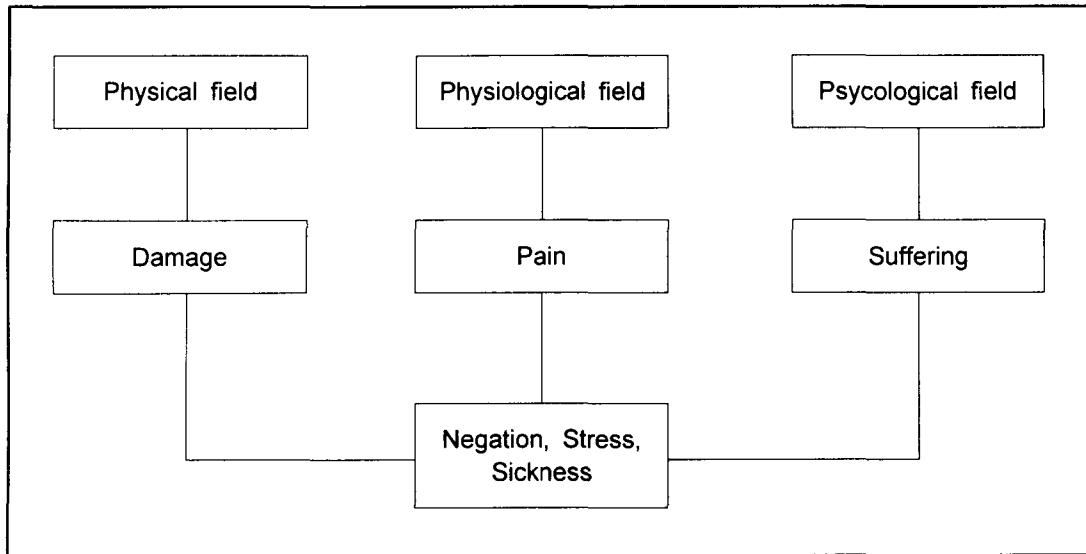 Physical field
Physiological field
Psycological field
Damage
Pain
Suffering
Negation, Stress,
Sickness